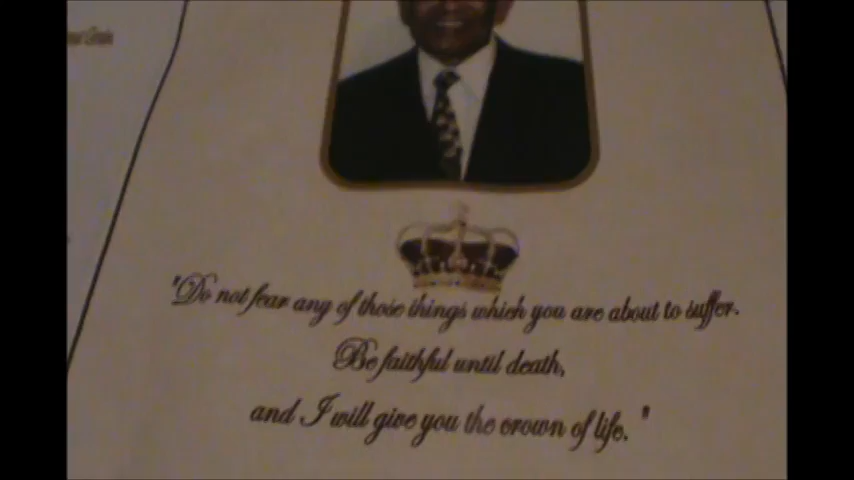 "Do not fear any of those things which you are about to suffer.
Be faithful until death,
and I will give you the crown of life. "